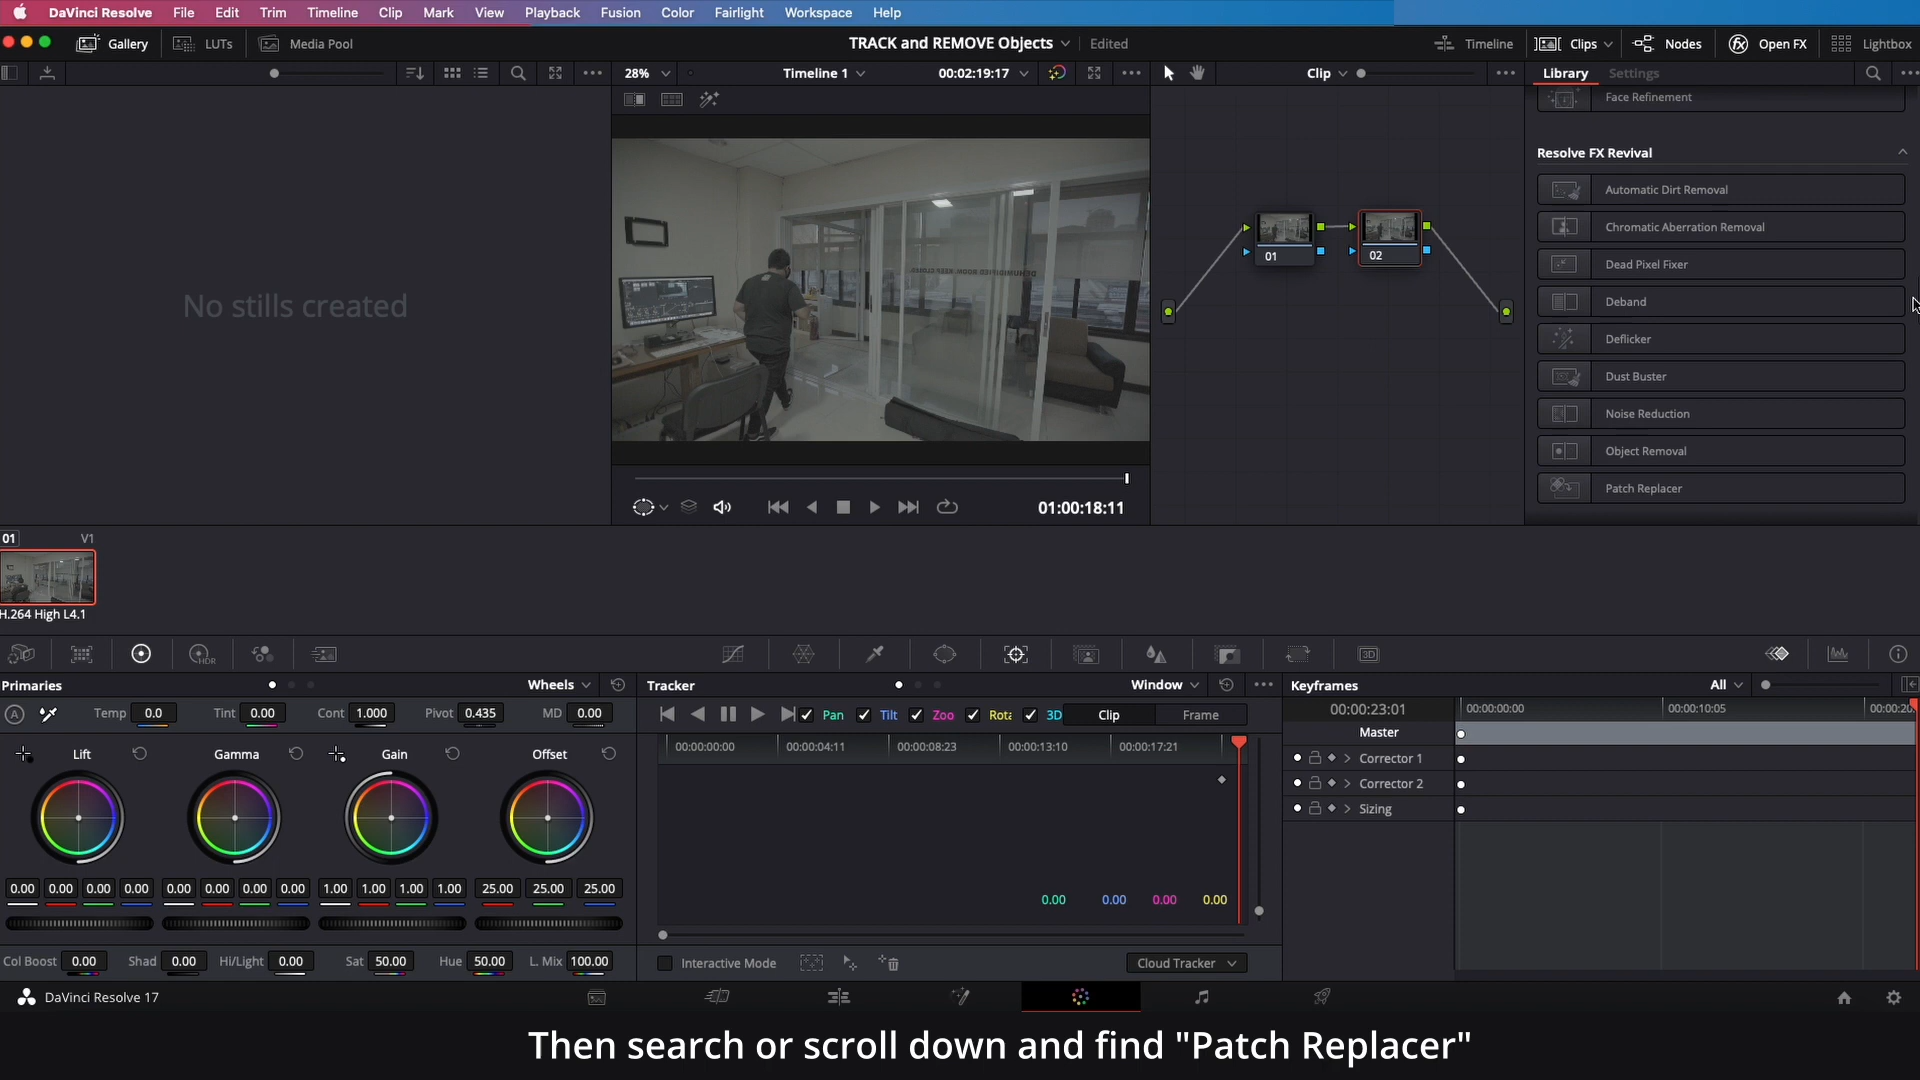 DaVinci Resolve File Edit Trim Timeline Clip Mark View Playback Fusion Color Fairlight Workspace Help
Gallery LUTs Media Pool TRACK and REMOVE Objects Edited Timeline Clips Nodes Open FX Lightbox
28% Timeline 1 00:02:19:17 Clip Library Settings
Face Refinement
Resolve FX Revival
Automatic Dirt Removal
Chromatic Aberration Removal
Dead Pixel Fixer
Deband
Deflicker
Dust Buster
Noise Reduction
Object Removal
Patch Replacer
No stills created
01
02
01:00:18:11
01 V1
H.264 High L4.1
HDR
3D
Primaries Wheels Tracker Window Keyframes All
Temp 0.0 Tint 0.00 Cont 1.000 Pivot 0.435 MD 0.00
A
Pan Tilt Zoo Rota 3D Clip Frame
00:00:23:01 00:00:00:00 00:00:10:05 00:00:20
Master
Corrector 1
Corrector 2
Sizing
Lift Gamma Gain Offset
00:00:00:00 00:00:04:11 00:00:08:23 00:00:13:10 00:00:17:21
0.00 0.00 0.00 0.00 0.00 0.00 0.00 0.00 1.00 1.00 1.00 1.00 25.00 25.00 25.00
0.00 0.00 0.00 0.00
Col Boost 0.00 Shad 0.00 Hi/Light 0.00 Sat 50.00 Hue 50.00 L. Mix 100.00
Interactive Mode Cloud Tracker
DaVinci Resolve 17
Then search or scroll down and find "Patch Replacer"